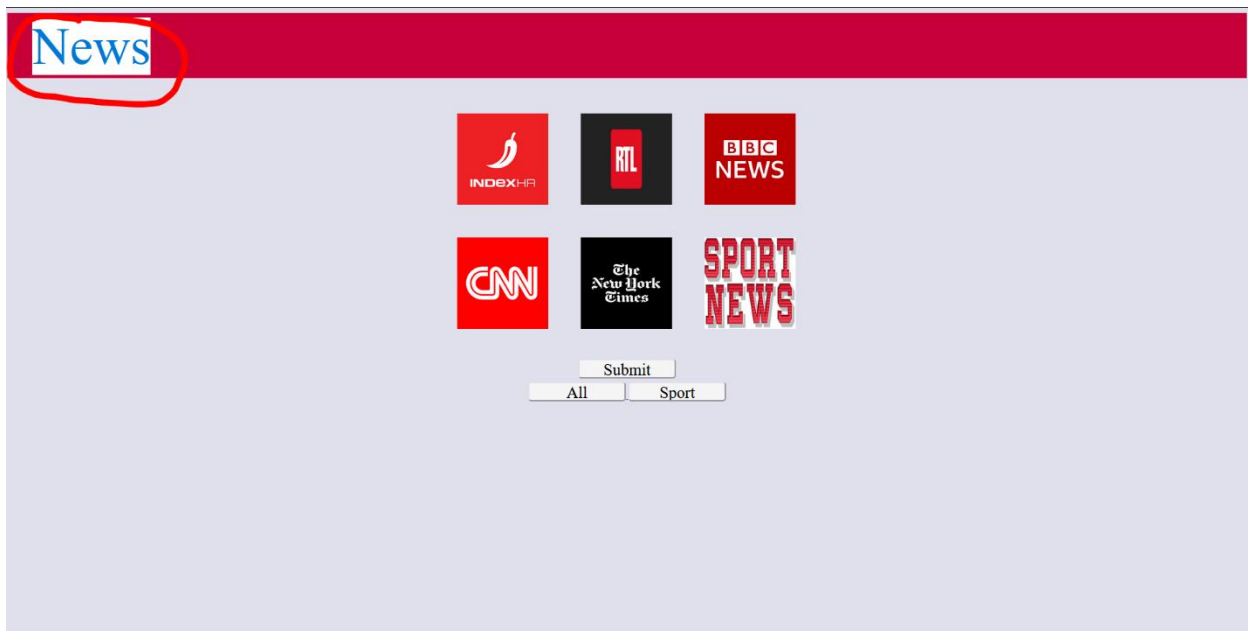 News
INDEXHR
RTL
BBC
NEWS
CNN
The
New York
Times
SPORT
NEWS
Submit
All
Sport